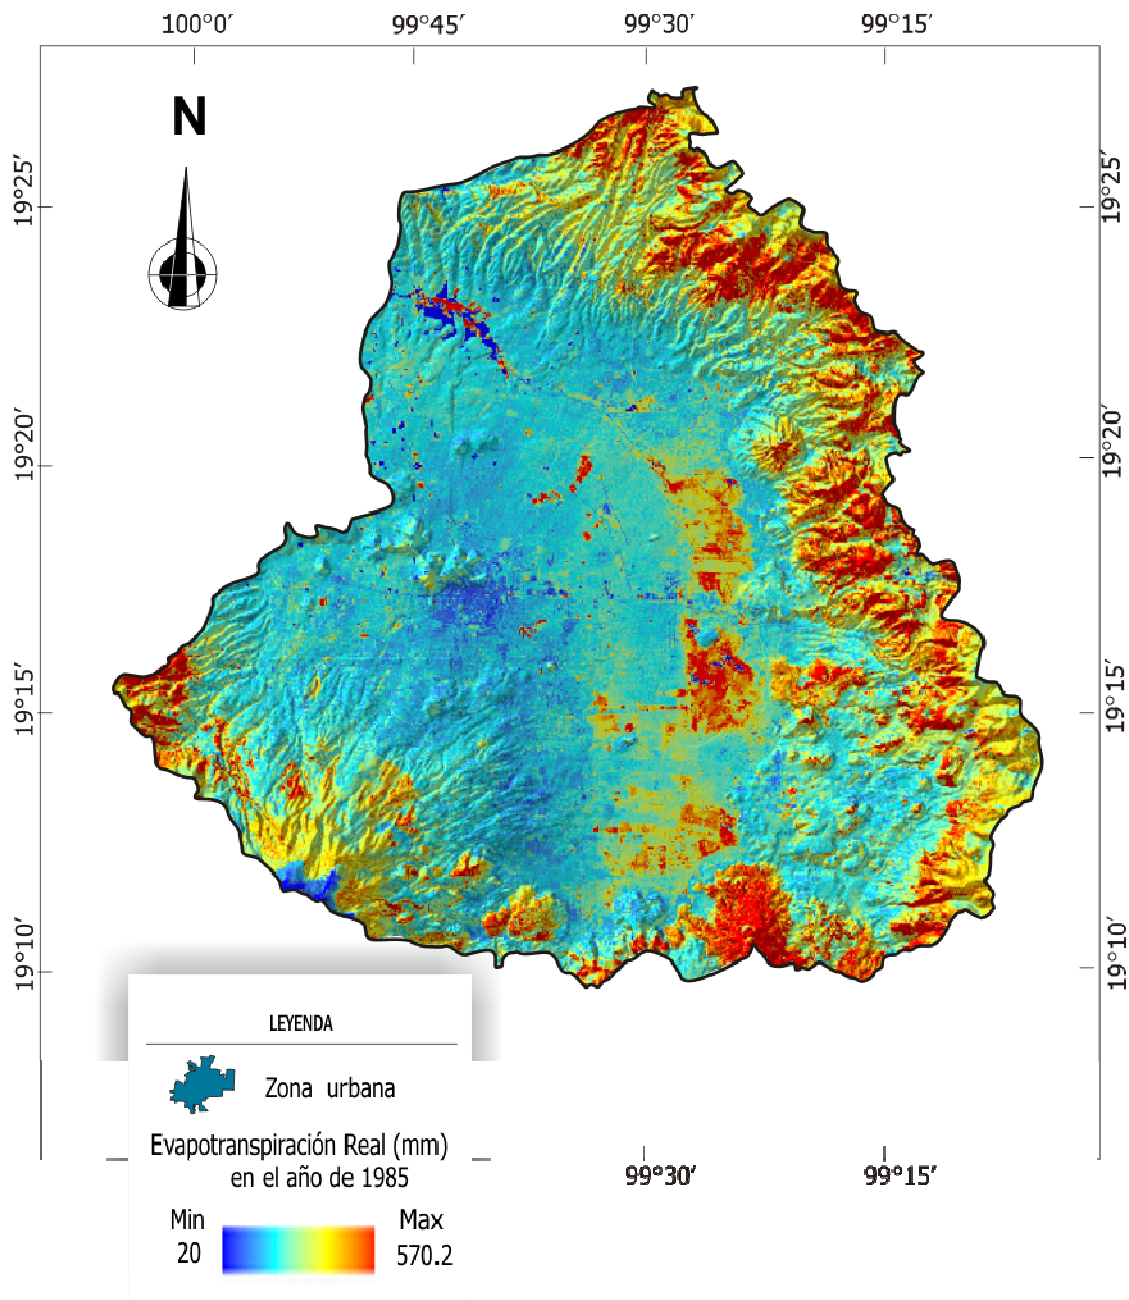 100°0′ 99°45′ 99°30′ 99°15′
N
19°25′ 19°25′
19°20′ 19°20′
19°15′ 19°15′
19°10′ 19°10′
LEYENDA
Zona urbana
Evapotranspiración Real (mm)
en el año de 1985
99°30′ 99°15′
Min Max
20 570.2